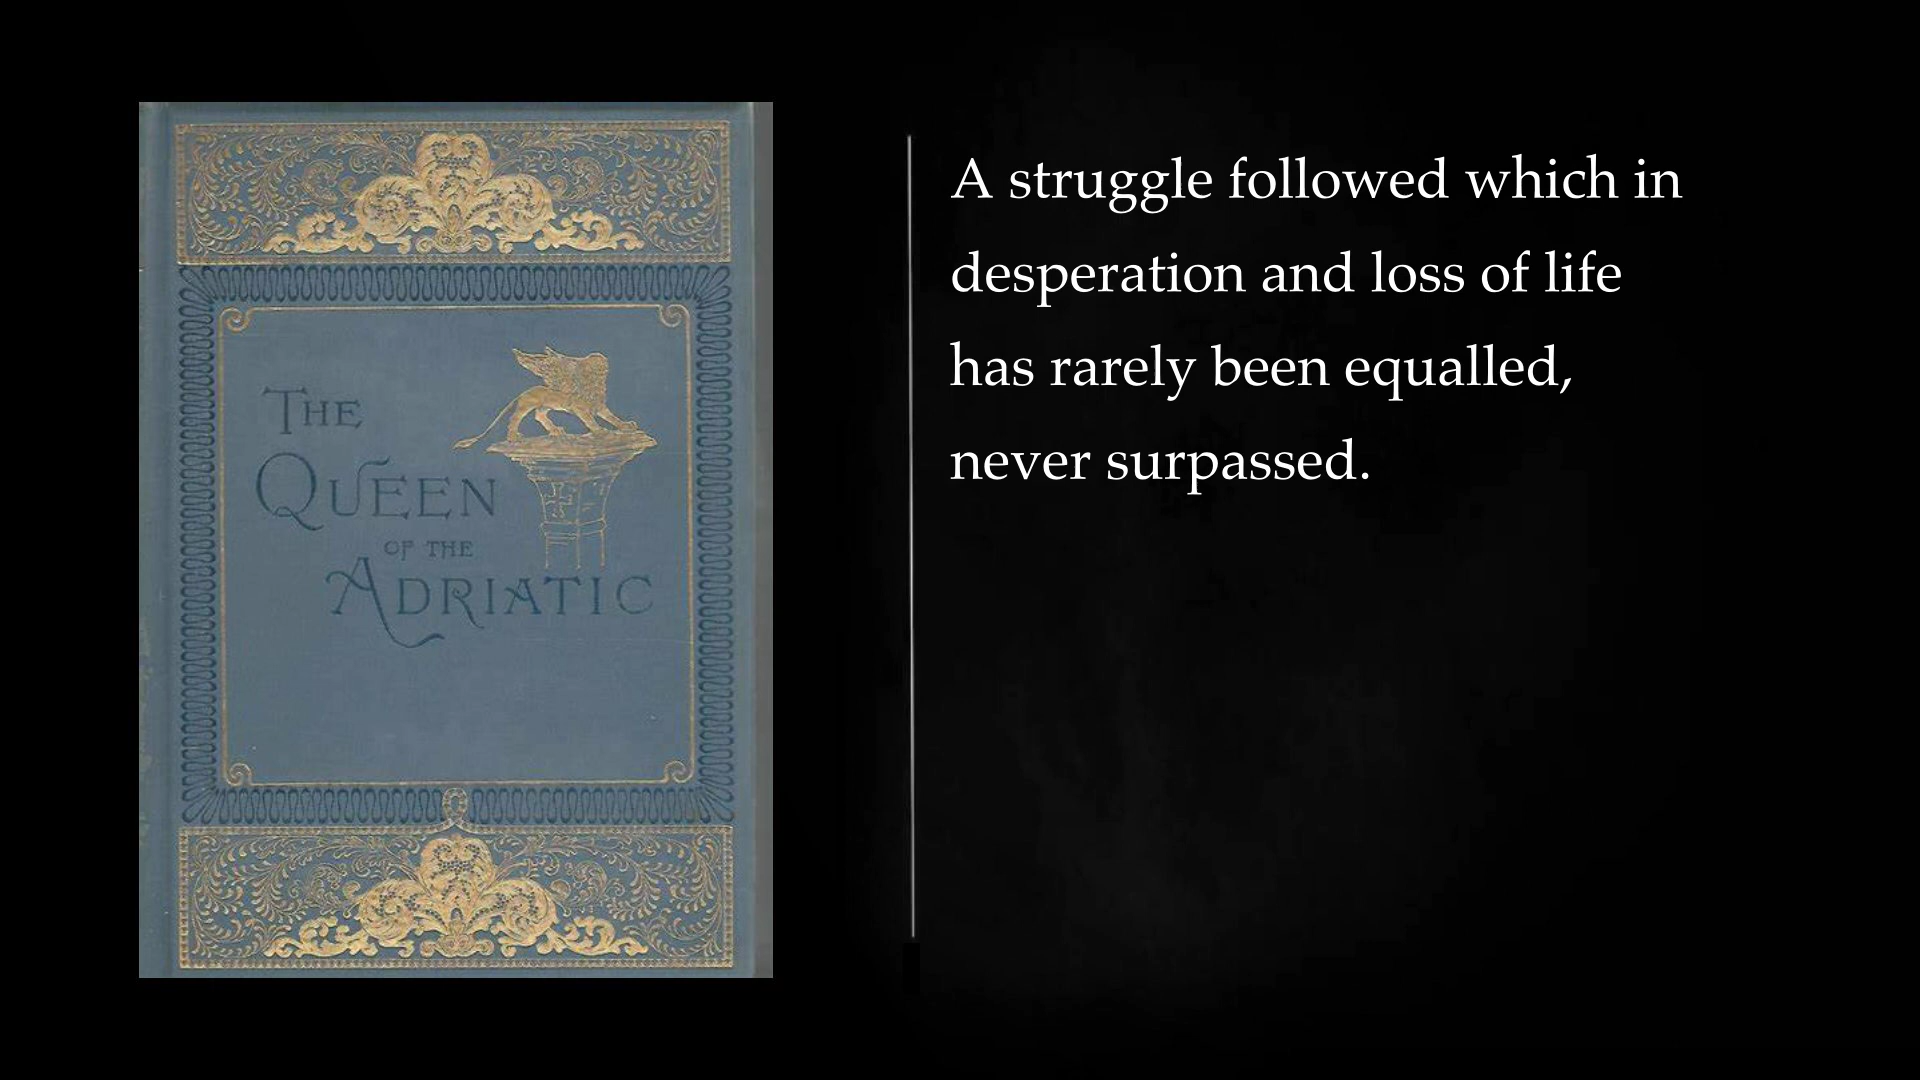 THE
QUEEN
OF THE
ADRIATIC
A struggle followed which in
desperation and loss of life
has rarely been equalled,
never surpassed.